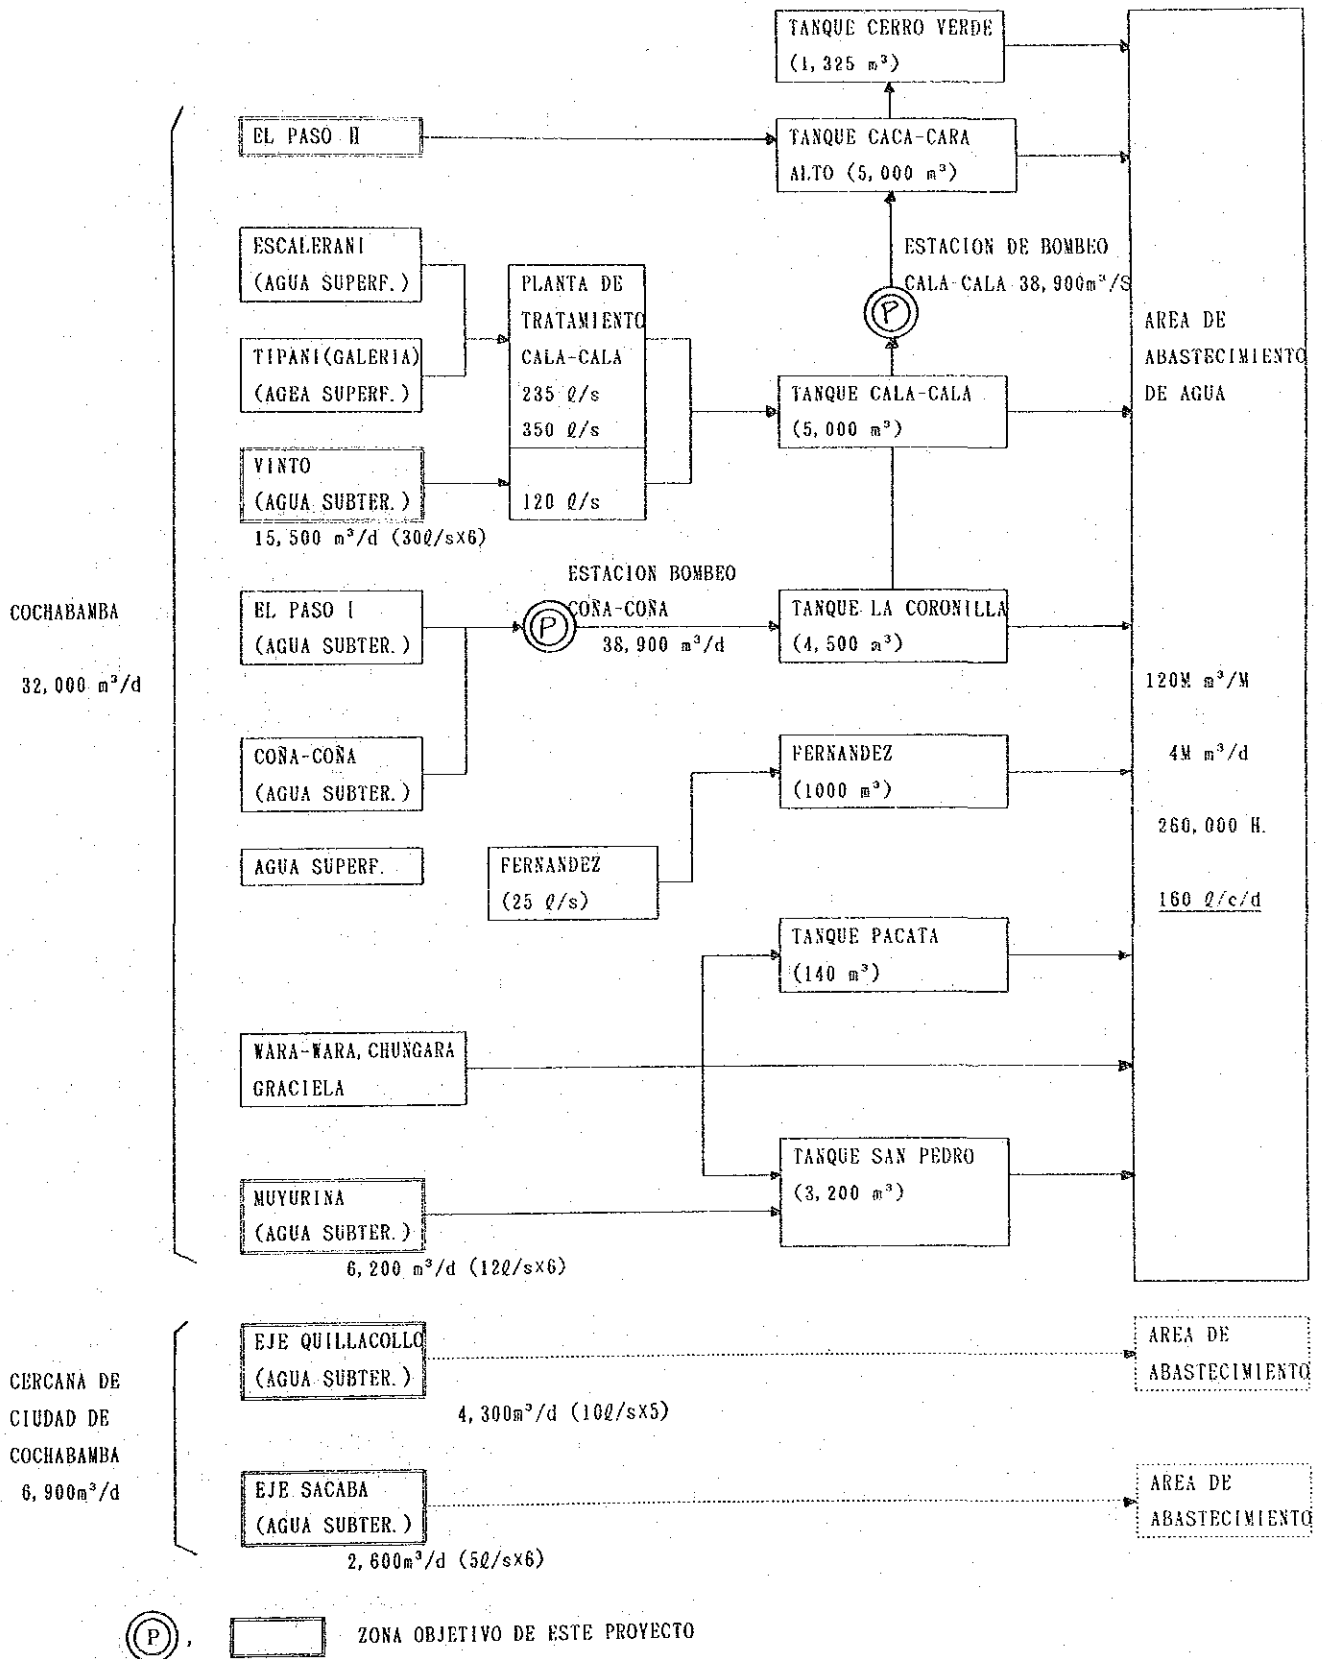 TANQUE CERRO VERDE
(1,325 m³)
EL PASO II
TANQUE CACA-CARA
ALTO (5,000 m³)
ESCALERANI
(AGUA SUPERF.)
ESTACION DE BOMBEO
CALA-CALA 38,900m³/S
P
PLANTA DE
TRATAMIENTO
CALA-CALA
235 ℓ/s
350 ℓ/s
120 ℓ/s
TIPANI(GALERIA)
(AGEA SUPERF.)
AREA DE
ABASTECIMIENTO
DE AGUA
TANQUE CALA-CALA
(5,000 m³)
VINTO
(AGUA SUBTER.)
15,500 m³/d (30ℓ/sX6)
ESTACION BOMBEO
COÑA-COÑA
38,900 m³/d
P
COCHABAMBA
32,000 m³/d
EL PASO I
(AGUA SUBTER.)
TANQUE LA CORONILLA
(4,500 m³)
120M m³/M
4M m³/d
260,000 H.
160 ℓ/c/d
COÑA-COÑA
(AGUA SUBTER.)
FERNANDEZ
(1000 m³)
AGUA SUPERF.
FERNANDEZ
(25 ℓ/s)
TANQUE PACATA
(140 m³)
WARA-WARA, CHUNGARA
GRACIELA
TANQUE SAN PEDRO
(3,200 m³)
MUYURINA
(AGUA SUBTER.)
6,200 m³/d (12ℓ/sX6)
EJE QUILLACOLLO
(AGUA SUBTER.)
4,300m³/d (10ℓ/sX5)
AREA DE
ABASTECIMIENTO
CERCANA DE
CIUDAD DE
COCHABAMBA
6,900m³/d
EJE SACABA
(AGUA SUBTER.)
2,600m³/d (5ℓ/sX6)
AREA DE
ABASTECIMIENTO
P , ZONA OBJETIVO DE ESTE PROYECTO